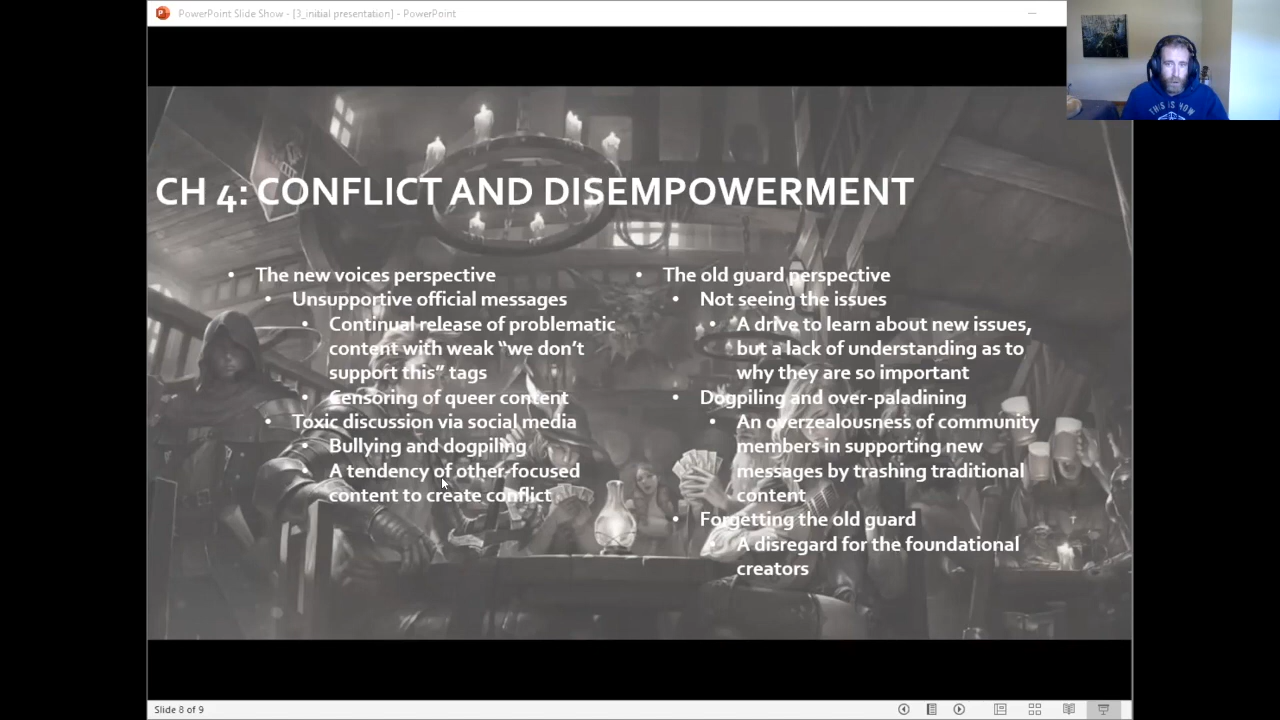 PowerPoint Slide Show - [3_initial presentation] - PowerPoint
THIS IS HOW
CH 4: CONFLICT AND DISEMPOWERMENT
• The new voices perspective
• Unsupportive official messages
• Continual release of problematic
content with weak “we don’t
support this” tags
• Censoring of queer content
• Toxic discussion via social media
• Bullying and dogpiling
• A tendency of other-focused
content to create conflict
• The old guard perspective
• Not seeing the issues
• A drive to learn about new issues,
but a lack of understanding as to
why they are so important
• Dogpiling and over-paladining
• An overzealousness of community
members in supporting new
messages by trashing traditional
content
• Forgetting the old guard
• A disregard for the foundational
creators
Slide 8 of 9